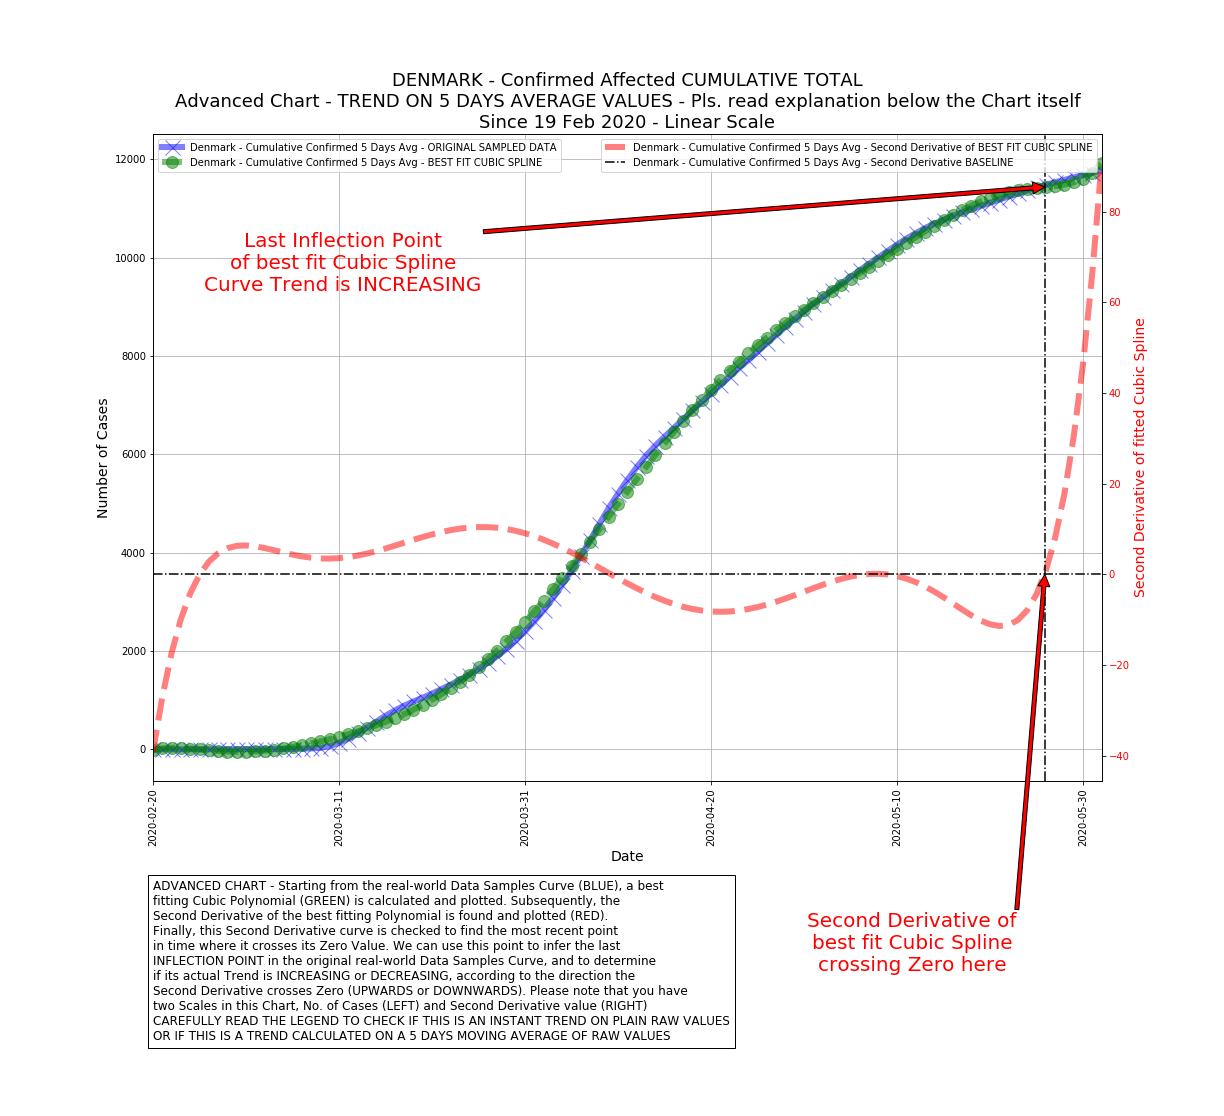 DENMARK - Confirmed Affected CUMULATIVE TOTAL
Advanced Chart - TREND ON 5 DAYS AVERAGE VALUES - Pls. read explanation below the Chart itself
Since 19 Feb 2020 - Linear Scale
Denmark - Cumulative Confirmed 5 Days Avg - ORIGINAL SAMPLED DATA
Denmark - Cumulative Confirmed 5 Days Avg - BEST FIT CUBIC SPLINE
Denmark - Cumulative Confirmed 5 Days Avg - Second Derivative of BEST FIT CUBIC SPLINE
Denmark - Cumulative Confirmed 5 Days Avg - Second Derivative BASELINE
Last Inflection Point
of best fit Cubic Spline
Curve Trend is INCREASING
Number of Cases
12000
10000
8000
6000
4000
2000
0
80
60
40
20
0
−20
−40
Second Derivative of fitted Cubic Spline
2020-02-20
2020-03-11
2020-03-31
2020-04-20
2020-05-10
2020-05-30
Date
ADVANCED CHART - Starting from the real-world Data Samples Curve (BLUE), a best
fitting Cubic Polynomial (GREEN) is calculated and plotted. Subsequently, the
Second Derivative of the best fitting Polynomial is found and plotted (RED).
Finally, this Second Derivative curve is checked to find the most recent point
in time where it crosses its Zero Value. We can use this point to infer the last
INFLECTION POINT in the original real-world Data Samples Curve, and to determine
if its actual Trend is INCREASING or DECREASING, according to the direction the
Second Derivative crosses Zero (UPWARDS or DOWNWARDS). Please note that you have
two Scales in this Chart, No. of Cases (LEFT) and Second Derivative value (RIGHT)
CAREFULLY READ THE LEGEND TO CHECK IF THIS IS AN INSTANT TREND ON PLAIN RAW VALUES
OR IF THIS IS A TREND CALCULATED ON A 5 DAYS MOVING AVERAGE OF RAW VALUES
Second Derivative of
best fit Cubic Spline
crossing Zero here